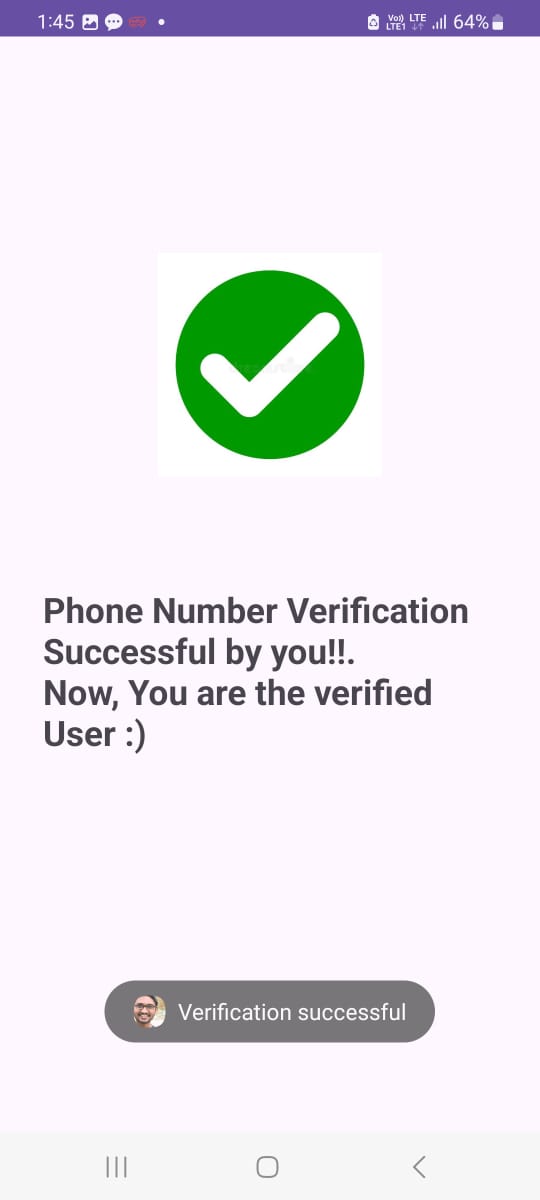 1:45
Vo)) LTE
LTE1
64%
Phone Number Verification
Successful by you!!.
Now, You are the verified
User :)
Verification successful